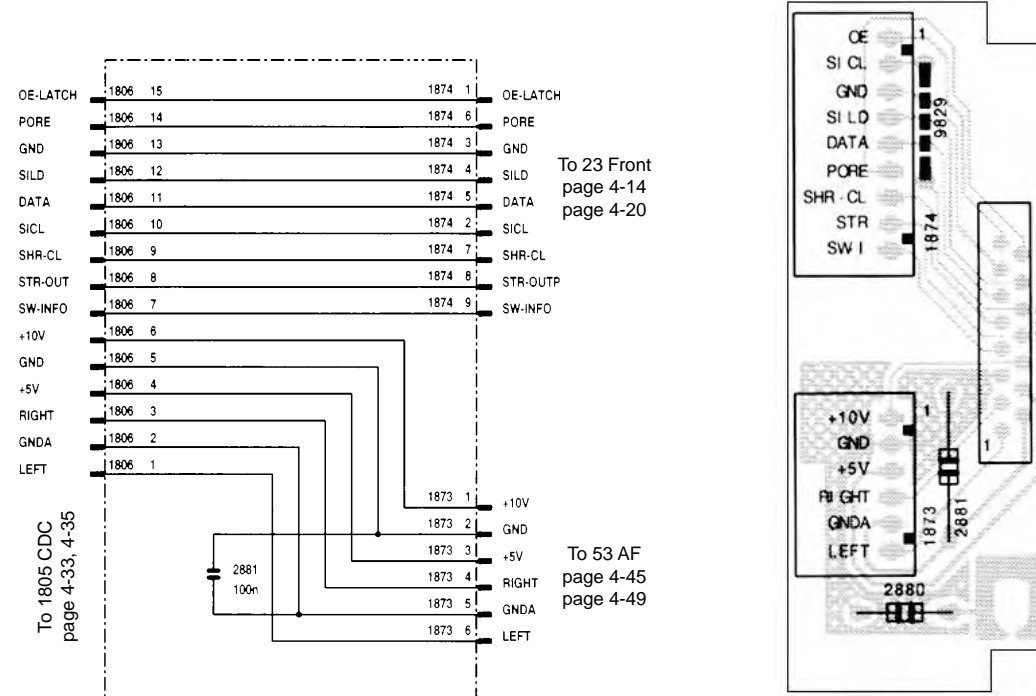 OE-LATCH 1806 15 1874 1 OE-LATCH
PORE 1806 14 1874 6 PORE
GND 1806 13 1874 3 GND
SILD 1806 12 1874 4 SILD
DATA 1806 11 1874 5 DATA
SICL 1806 10 1874 2 SICL
SHR-CL 1806 9 1874 7 SHR-CL
STR-OUT 1806 8 1874 8 STR-OUTP
SW-INFO 1806 7 1874 9 SW-INFO
To 23 Front
page 4-14
page 4-20
+10V 1806 6
GND 1806 5
+5V 1806 4
RIGHT 1806 3
GNDA 1806 2
LEFT 1806 1
1873 1 +10V
1873 2 GND
1873 3 +5V
1873 4 RIGHT
1873 5 GNDA
1873 6 LEFT
To 53 AF
page 4-45
page 4-49
2881
100n
To 1805 CDC
page 4-33, 4-35
OE 1
SICL
GND
SILD
DATA
PORE
SHR-CL
STR
SWI
9829
1874
1
+10V 1
GND
+5V
RIGHT
GNDA
LEFT
1873
2881
2880